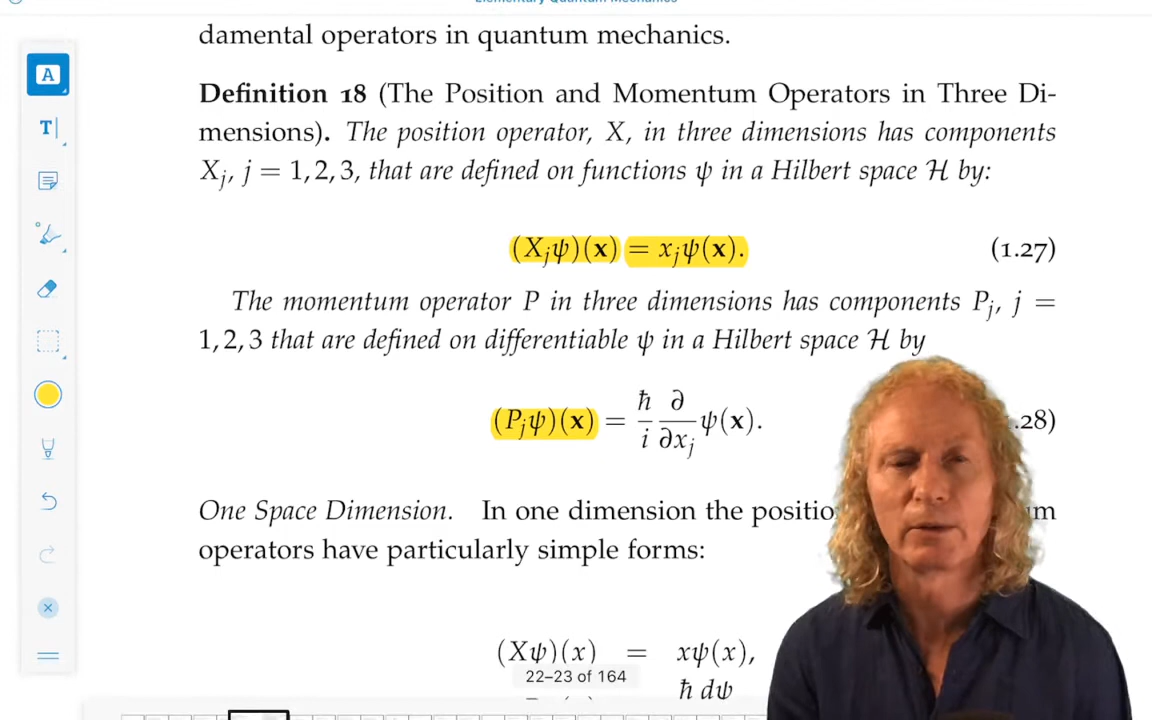 Elementary Quantum Mechanics
damental operators in quantum mechanics.
Definition 18 (The Position and Momentum Operators in Three Di-
mensions). The position operator, X, in three dimensions has components
Xⱼ, j = 1, 2, 3, that are defined on functions ψ in a Hilbert space ℋ by:
(Xⱼψ)(x) = xⱼψ(x). (1.27)
The momentum operator P in three dimensions has components Pⱼ, j =
1, 2, 3 that are defined on differentiable ψ in a Hilbert space ℋ by
(Pⱼψ)(x) = ħ/i ∂/∂xⱼ ψ(x). .28)
One Space Dimension. In one dimension the positio
operators have particularly simple forms:
(Xψ)(x) = xψ(x),
22–23 of 164
ħ dψ
A
T